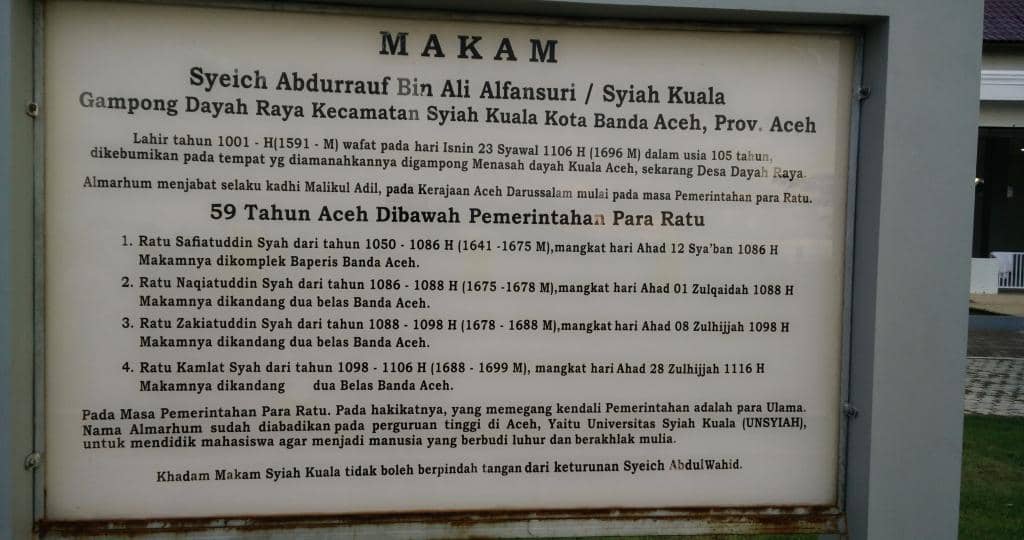 MAKAM
Syeich Abdurrauf Bin Ali Alfansuri / Syiah Kuala
Gampong Dayah Raya Kecamatan Syiah Kuala Kota Banda Aceh, Prov. Aceh
Lahir tahun 1001 - H(1591 - M) wafat pada hari Isnin 23 Syawal 1106 H (1696 M) dalam usia 105 tahun,
dikebumikan pada tempat yg diamanahkannya digampong Menasah dayah Kuala Aceh, sekarang Desa Dayah Raya.
Almarhum menjabat selaku kadhi Malikul Adil, pada Kerajaan Aceh Darussalam mulai pada masa Pemerintahan para Ratu.
59 Tahun Aceh Dibawah Pemerintahan Para Ratu
1. Ratu Safiatuddin Syah dari tahun 1050 - 1086 H (1641 -1675 M),mangkat hari Ahad 12 Sya'ban 1086 H
Makamnya dikomplek Baperis Banda Aceh.
2. Ratu Naqiatuddin Syah dari tahun 1086 - 1088 H (1675 -1678 M),mangkat hari Ahad 01 Zulqaidah 1088 H
Makamnya dikandang dua belas Banda Aceh.
3. Ratu Zakiatuddin Syah dari tahun 1088 - 1098 H (1678 - 1688 M),mangkat hari Ahad 08 Zulhijjah 1098 H
Makamnya dikandang dua belas Banda Aceh.
4. Ratu Kamlat Syah dari tahun 1098 - 1106 H (1688 - 1699 M), mangkat hari Ahad 28 Zulhijjah 1116 H
Makamnya dikandang dua Belas Banda Aceh.
Pada Masa Pemerintahan Para Ratu. Pada hakikatnya, yang memegang kendali Pemerintahan adalah para Ulama.
Nama Almarhum sudah diabadikan pada perguruan tinggi di Aceh, Yaitu Universitas Syiah Kuala (UNSYIAH),
untuk mendidik mahasiswa agar menjadi manusia yang berbudi luhur dan berakhlak mulia.
Khadam Makam Syiah Kuala tidak boleh berpindah tangan dari keturunan Syeich AbdulWahid.